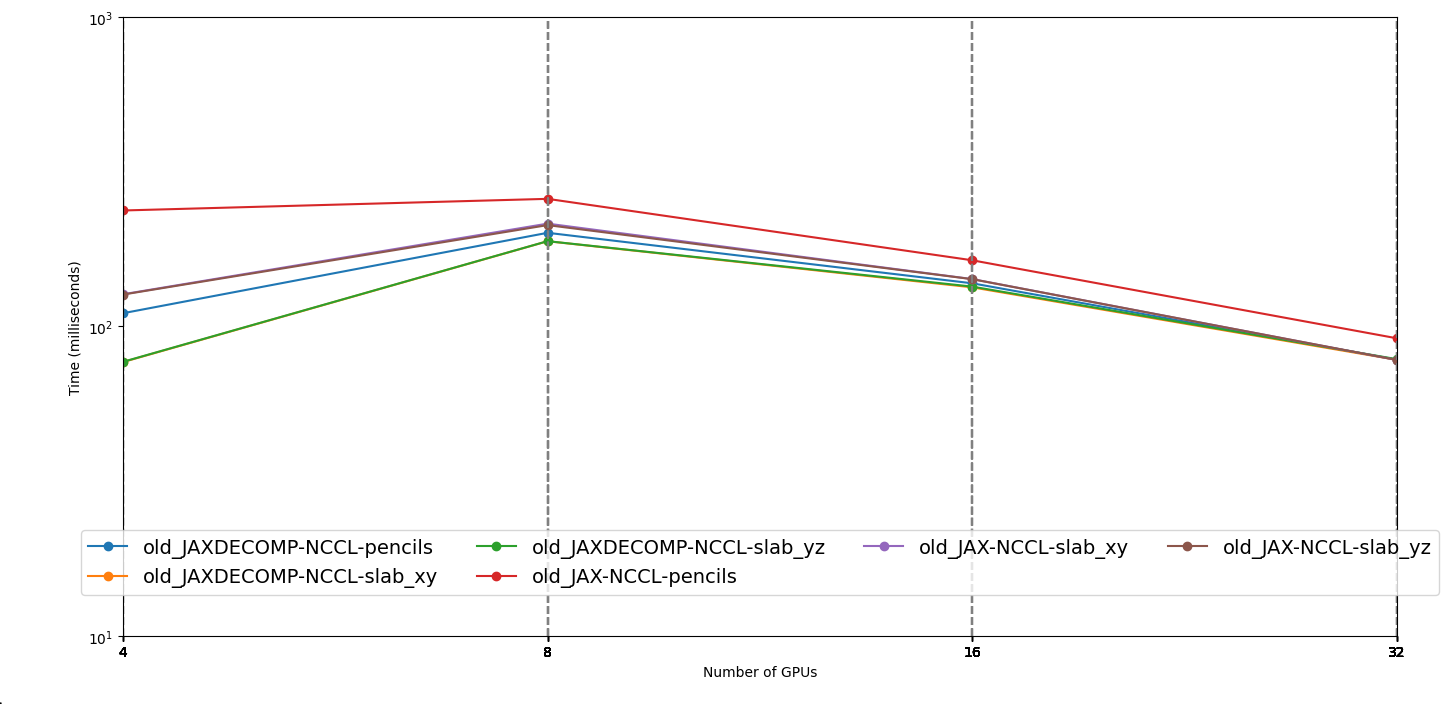 10³
Time (milliseconds)
10²
old_JAXDECOMP-NCCL-pencils old_JAXDECOMP-NCCL-slab_yz old_JAX-NCCL-slab_xy old_JAX-NCCL-slab_yz
old_JAXDECOMP-NCCL-slab_xy old_JAX-NCCL-pencils
10¹
4 8 16 32
Number of GPUs